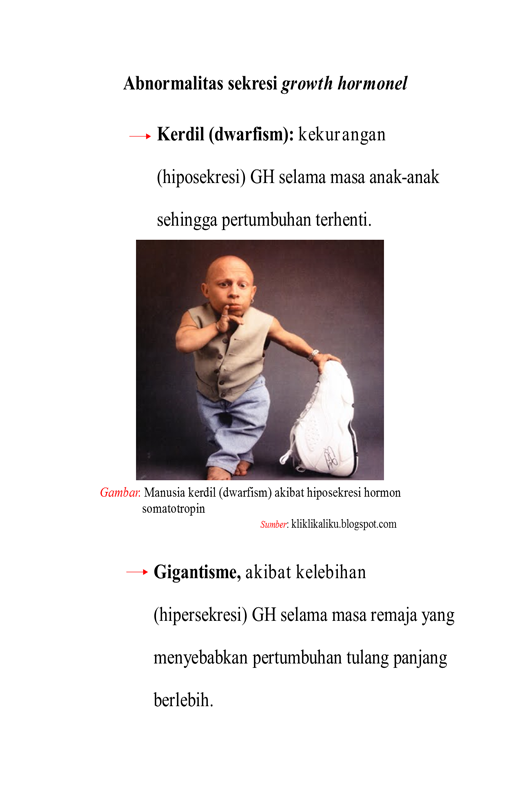 Abnormalitas sekresi growth hormonel
Kerdil (dwarfism): kekurangan
(hiposekresi) GH selama masa anak-anak
sehingga pertumbuhan terhenti.
Gambar. Manusia kerdil (dwarfism) akibat hiposekresi hormon
somatotropin
Sumber: kliklikaliku.blogspot.com
Gigantisme, akibat kelebihan
(hipersekresi) GH selama masa remaja yang
menyebabkan pertumbuhan tulang panjang
berlebih.